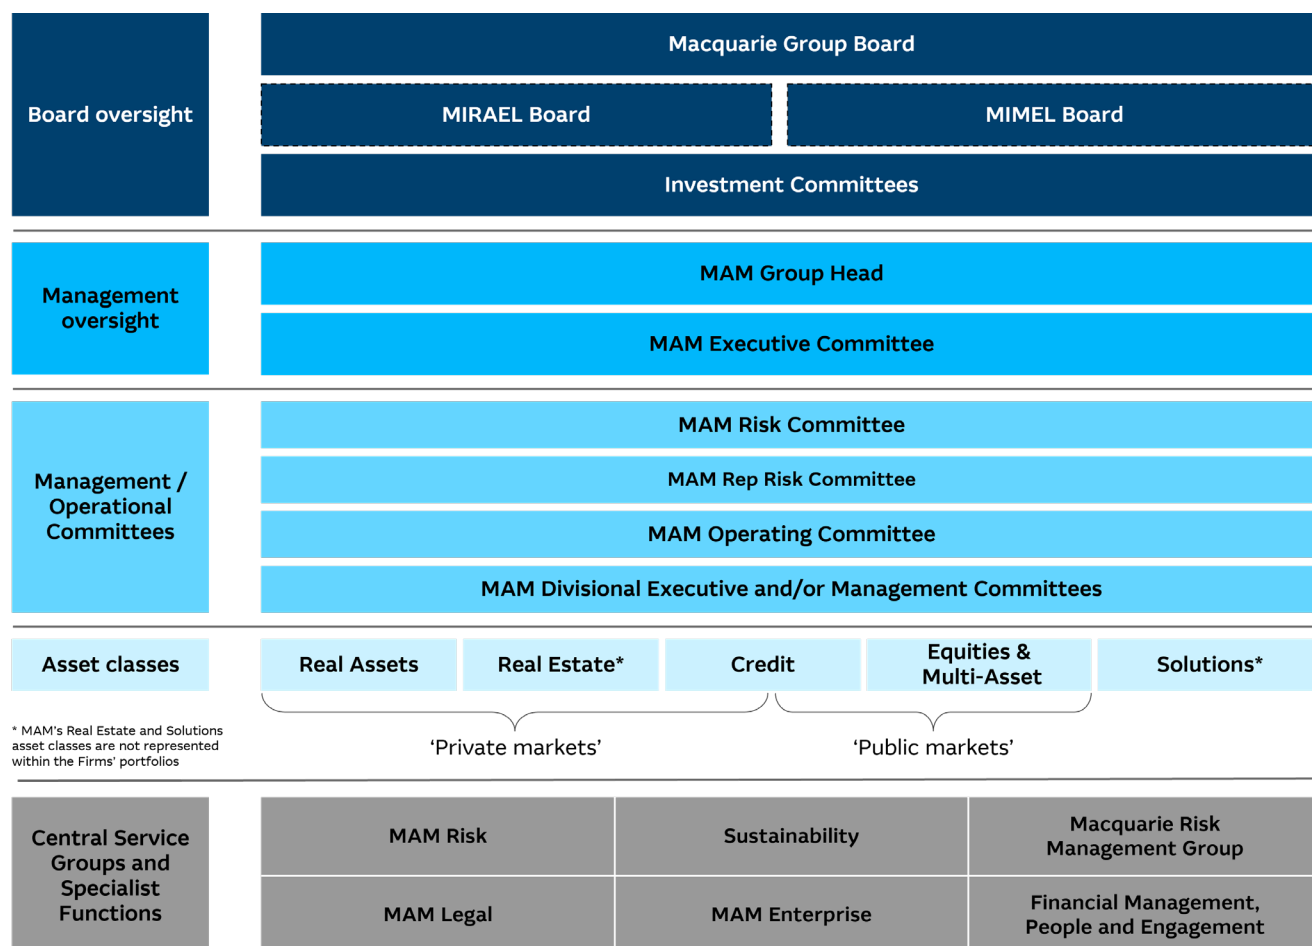 Board oversight
Macquarie Group Board
MIRAEL Board
MIMEL Board
Investment Committees
Management
oversight
MAM Group Head
MAM Executive Committee
Management /
Operational
Committees
MAM Risk Committee
MAM Rep Risk Committee
MAM Operating Committee
MAM Divisional Executive and/or Management Committees
Asset classes
Real Assets
Real Estate*
Credit
Equities &
Multi-Asset
Solutions*
* MAM's Real Estate and Solutions
asset classes are not represented
within the Firms' portfolios
‘Private markets’
‘Public markets’
Central Service
Groups and
Specialist
Functions
MAM Risk
Sustainability
Macquarie Risk
Management Group
MAM Legal
MAM Enterprise
Financial Management,
People and Engagement